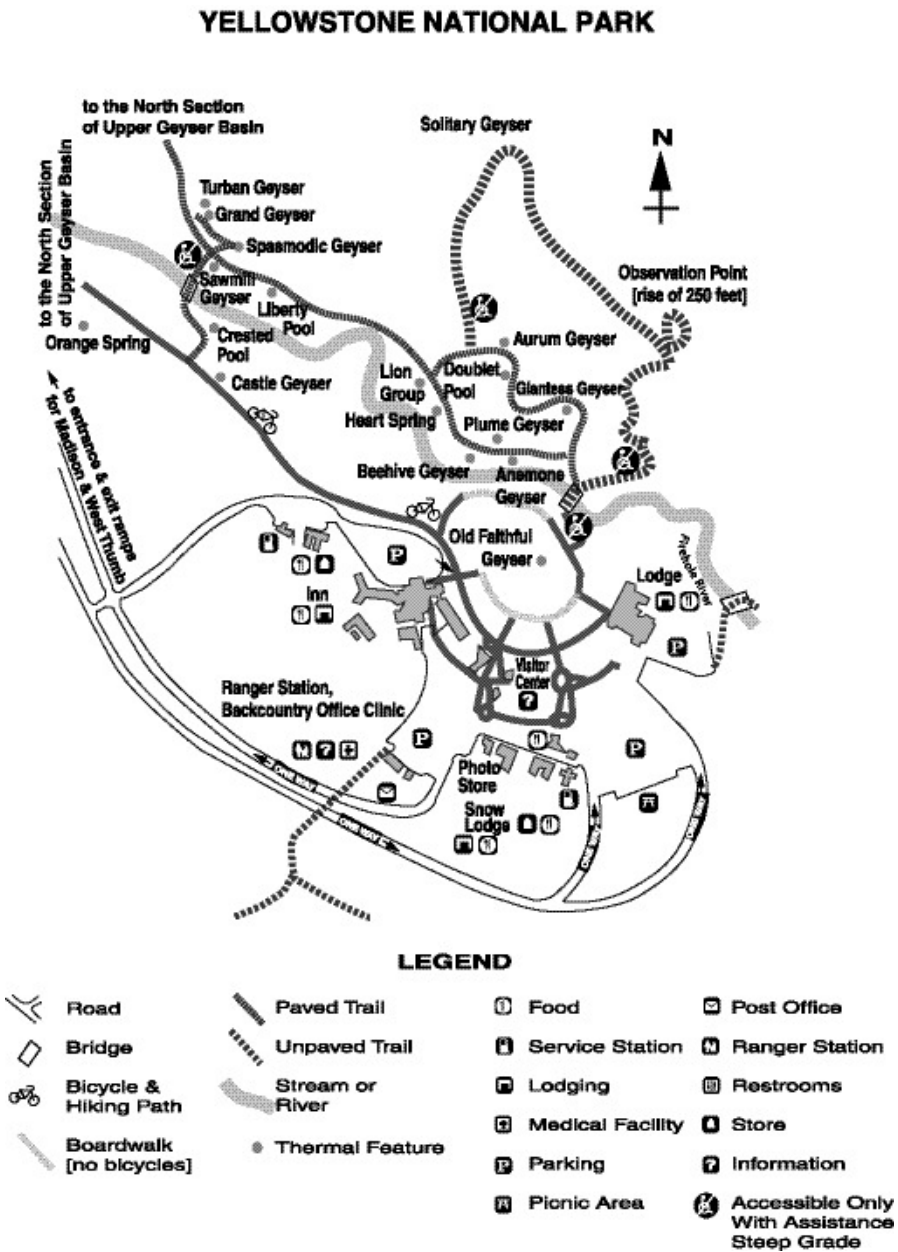 YELLOWSTONE NATIONAL PARK
to the North Section
of Upper Geyser Basin
Solitary Geyser
N
to the North Section
of Upper Geyser Basin
Turban Geyser
Grand Geyser
Spasmodic Geyser
Sawmill
Geyser
Liberty
Pool
Observation Point
[rise of 250 feet]
Orange Spring
Crested
Pool
Aurum Geyser
Castle Geyser
Lion
Group
Doublet
Pool
Giantess Geyser
Heart Spring
Plume Geyser
to entrance & exit ramps
for Madison & West Thumb
Beehive Geyser
Anemone
Geyser
Old Faithful
Geyser
Firehole River
Lodge
P
Inn
P
Visitor
Center
?
Ranger Station,
Backcountry Office Clinic
?
P
P
Photo
Store
Snow
Lodge
ONE WAY
ONE WAY
ONE WAY
ONE WAY
LEGEND
Road
Bridge
Bicycle &
Hiking Path
Boardwalk
[no bicycles]
Paved Trail
Unpaved Trail
Stream or
River
Thermal Feature
Food
Service Station
Lodging
Medical Facility
P Parking
Picnic Area
Post Office
Ranger Station
Restrooms
Store
? Information
Accessible Only
With Assistance
Steep Grade